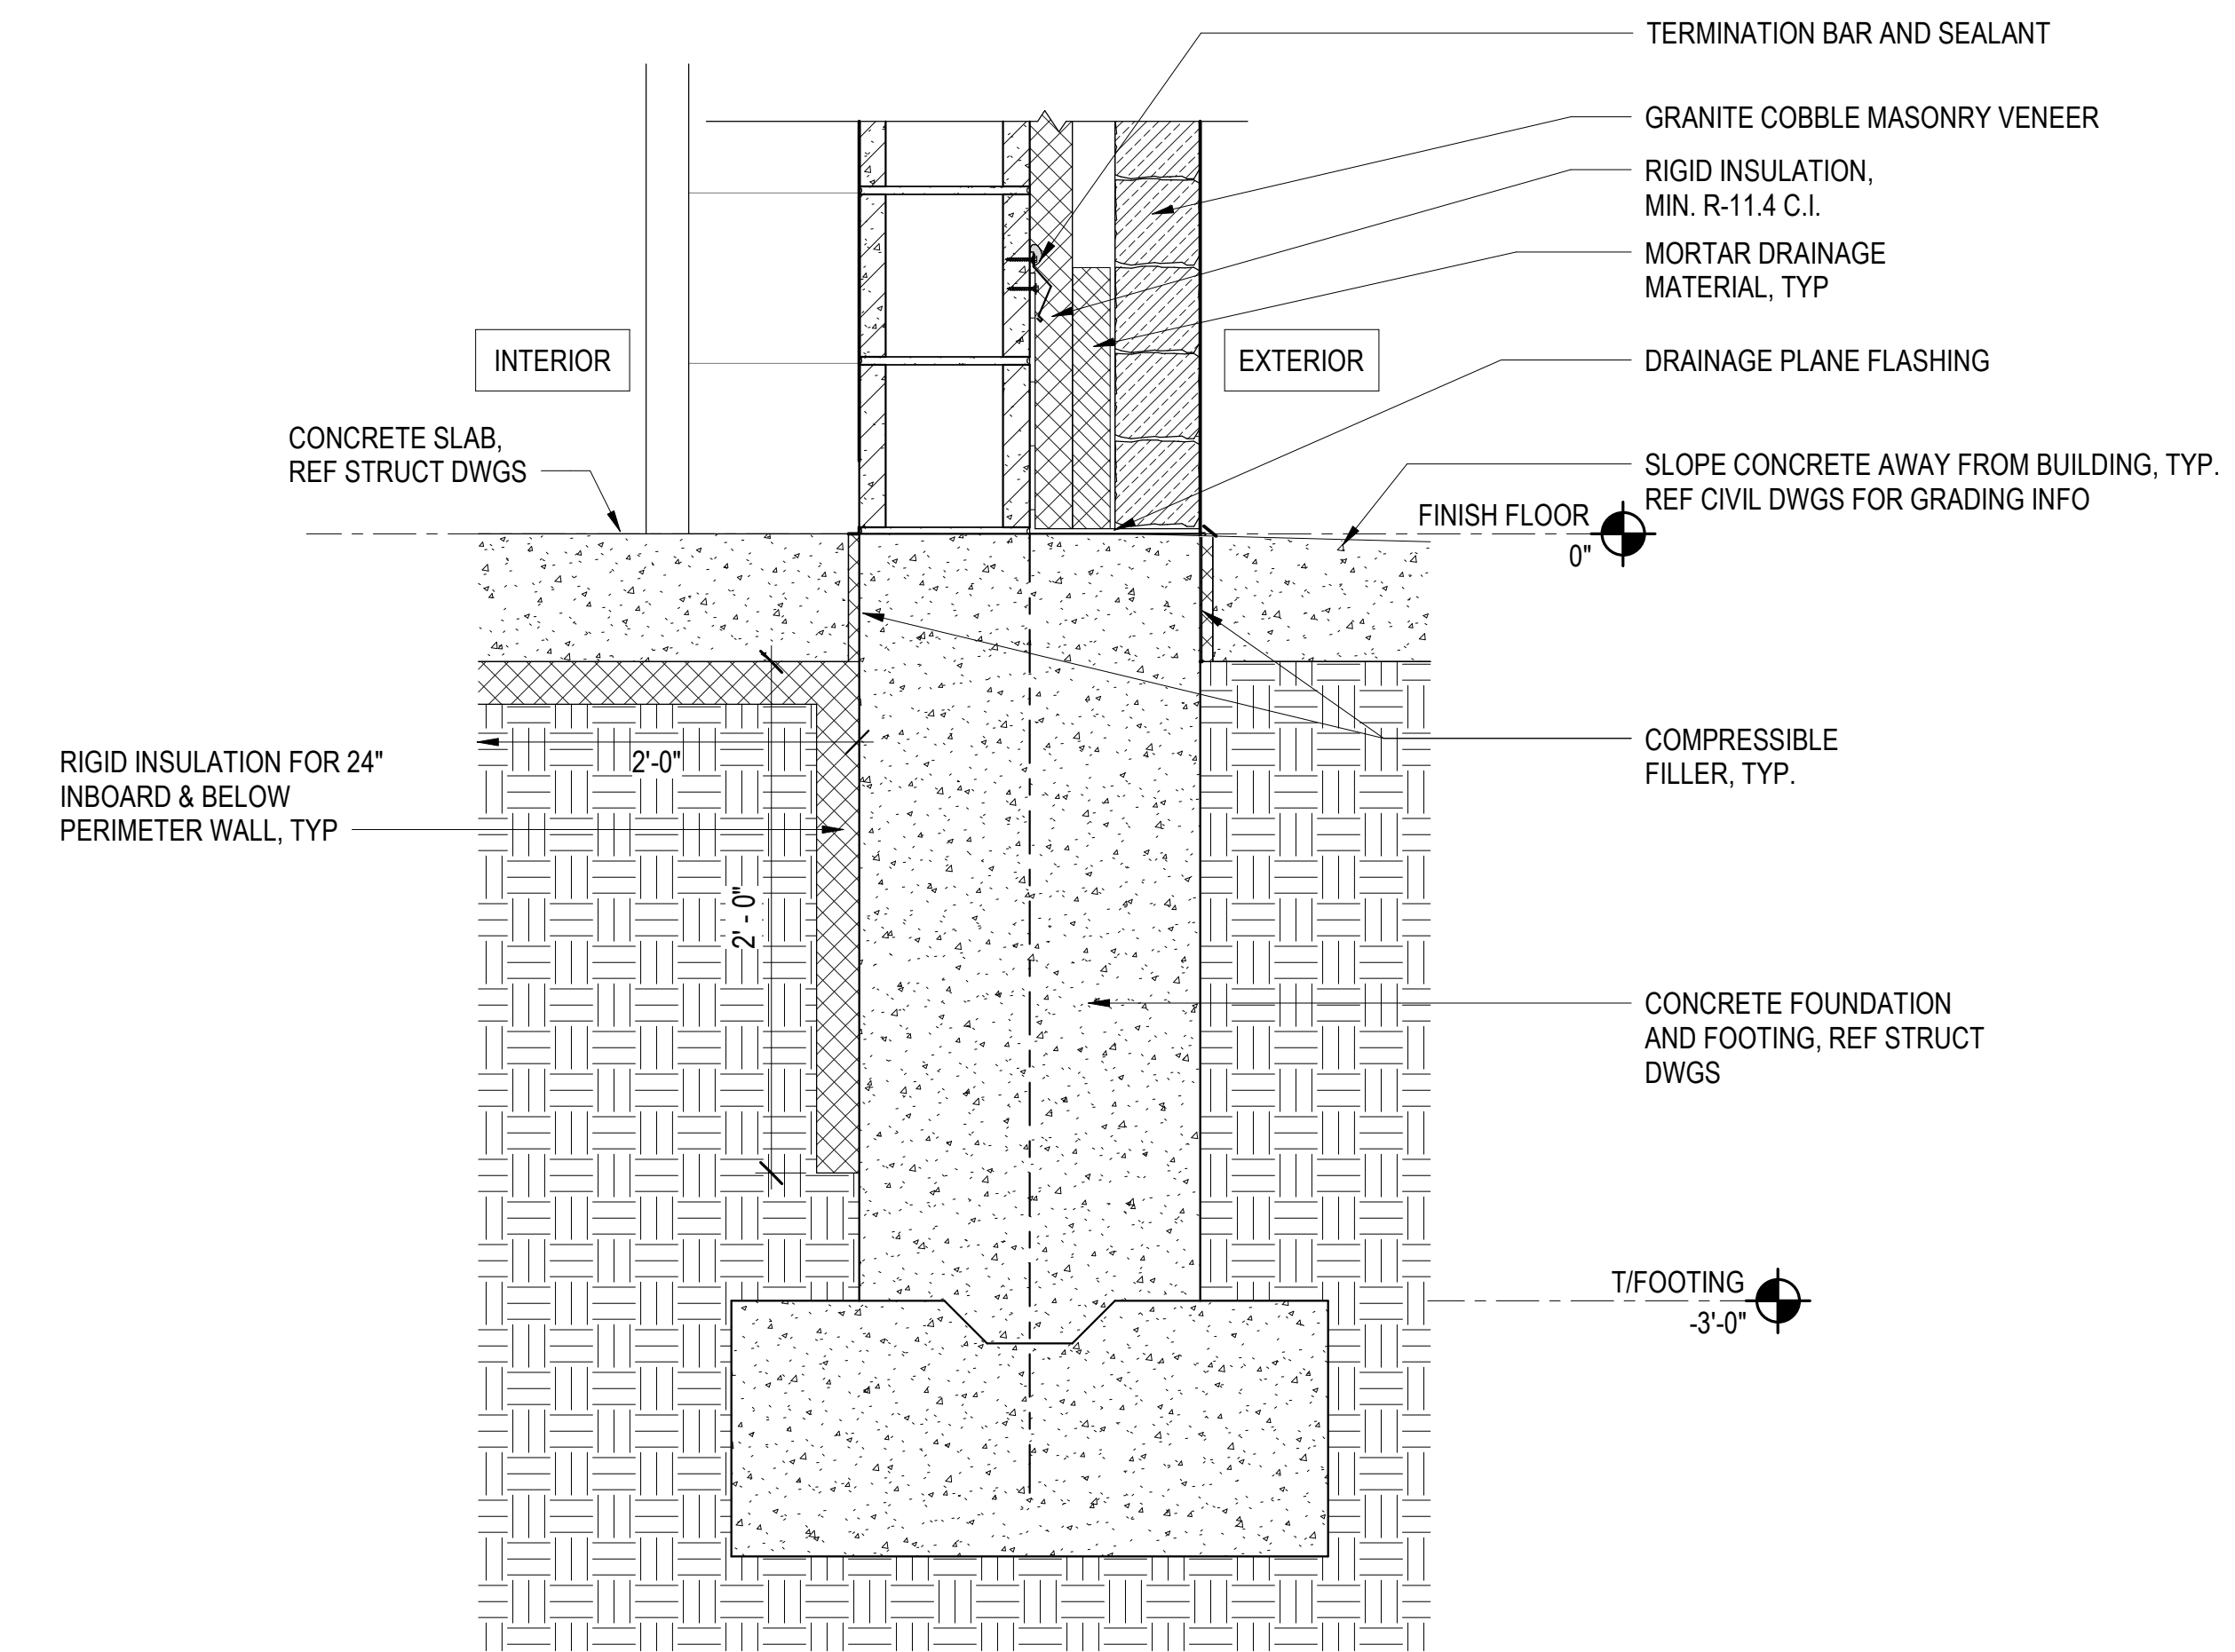 TERMINATION BAR AND SEALANT
GRANITE COBBLE MASONRY VENEER
RIGID INSULATION,
MIN. R-11.4 C.I.
MORTAR DRAINAGE
MATERIAL, TYP
INTERIOR
EXTERIOR
DRAINAGE PLANE FLASHING
CONCRETE SLAB,
REF STRUCT DWGS
SLOPE CONCRETE AWAY FROM BUILDING, TYP.
REF CIVIL DWGS FOR GRADING INFO
FINISH FLOOR
0"
RIGID INSULATION FOR 24"
INBOARD & BELOW
PERIMETER WALL, TYP
2'-0"
2' - 0"
COMPRESSIBLE
FILLER, TYP.
CONCRETE FOUNDATION
AND FOOTING, REF STRUCT
DWGS
T/FOOTING
-3'-0"